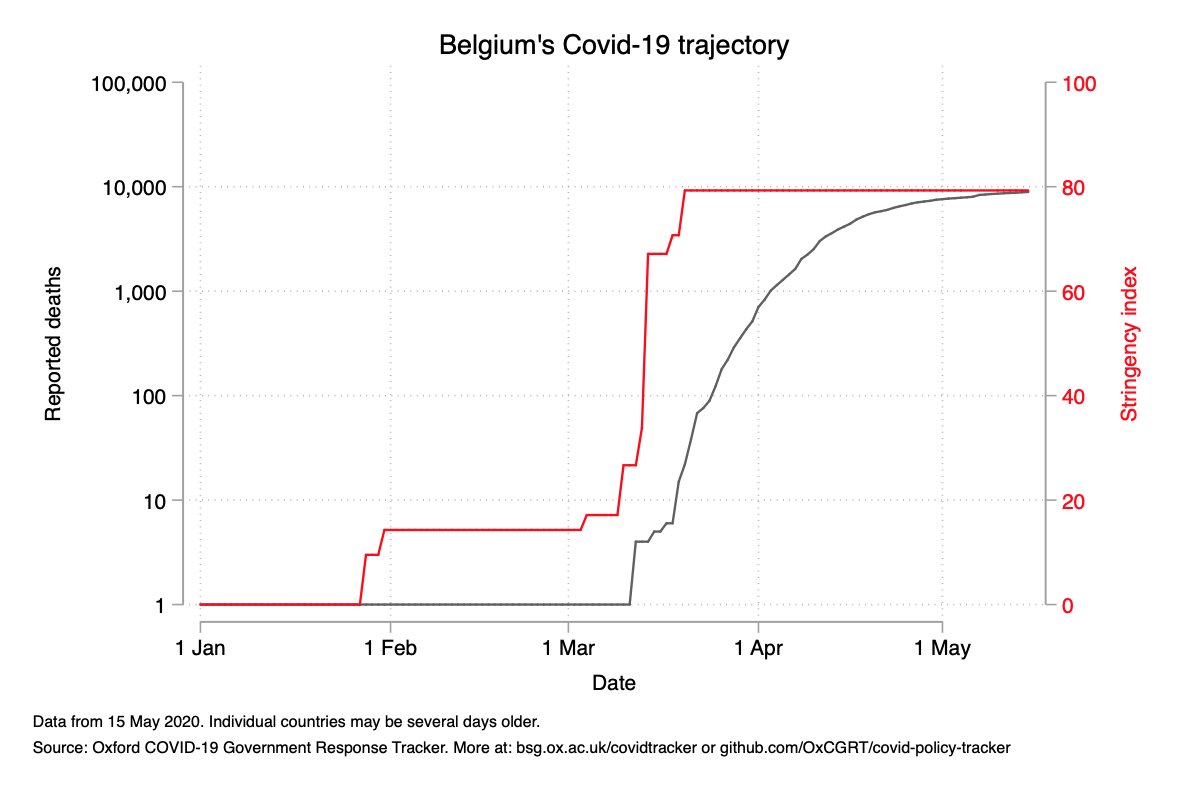 Belgium's Covid-19 trajectory
100,000
10,000
1,000
100
10
1
Reported deaths
100
80
60
40
20
0
Stringency index
1 Jan
1 Feb
1 Mar
1 Apr
1 May
Date
Data from 15 May 2020. Individual countries may be several days older.
Source: Oxford COVID-19 Government Response Tracker. More at: bsg.ox.ac.uk/covidtracker or github.com/OxCGRT/covid-policy-tracker